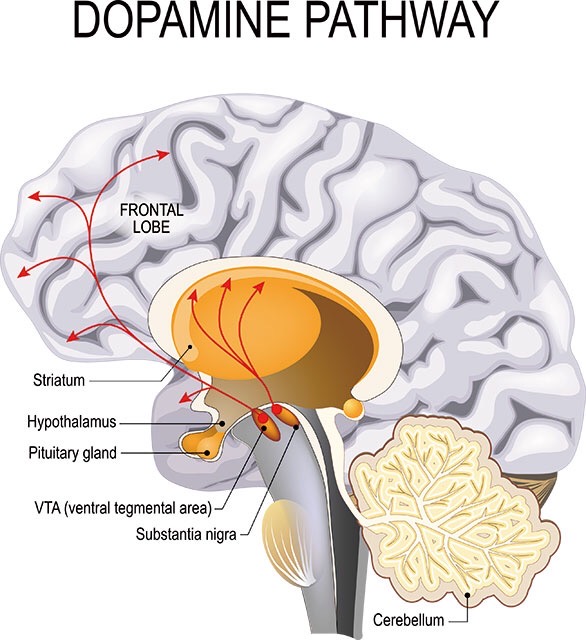 DOPAMINE PATHWAY
FRONTAL
LOBE
Striatum
Hypothalamus
Pituitary gland
VTA (ventral tegmental area)
Substantia nigra
Cerebellum